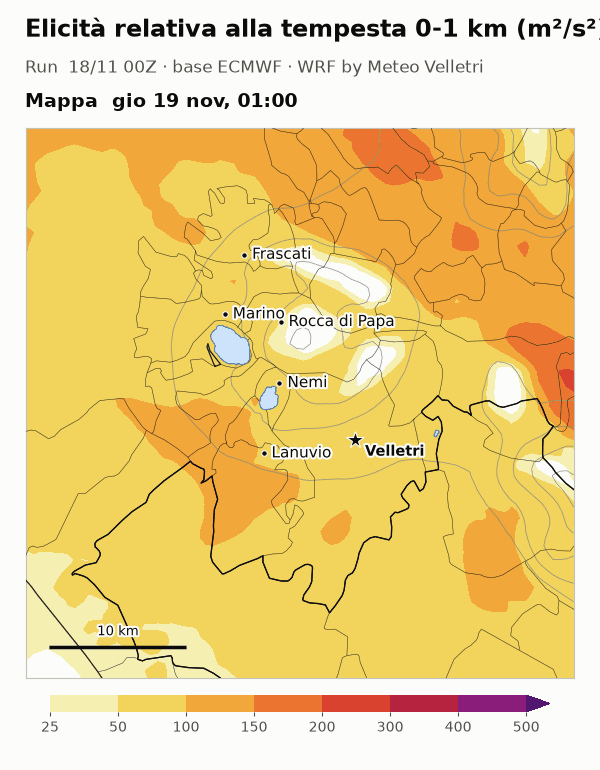 Elicità relativa alla tempesta 0-1 km (m²/s²)
Run 18/11 00Z · base ECMWF · WRF by Meteo Velletri
Mappa gio 19 nov, 01:00
Frascati
Marino
Rocca di Papa
Nemi
Velletri
Lanuvio
10 km
25 50 100 150 200 300 400 500